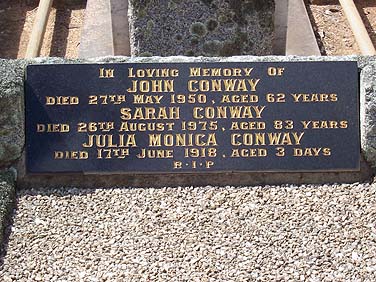 In Loving Memory of
JOHN CONWAY
Died 27th May 1950, aged 62 years
SARAH CONWAY
Died 26th August 1975, aged 83 years
JULIA MONICA CONWAY
Died 17th June 1918, aged 3 days
R·I·P